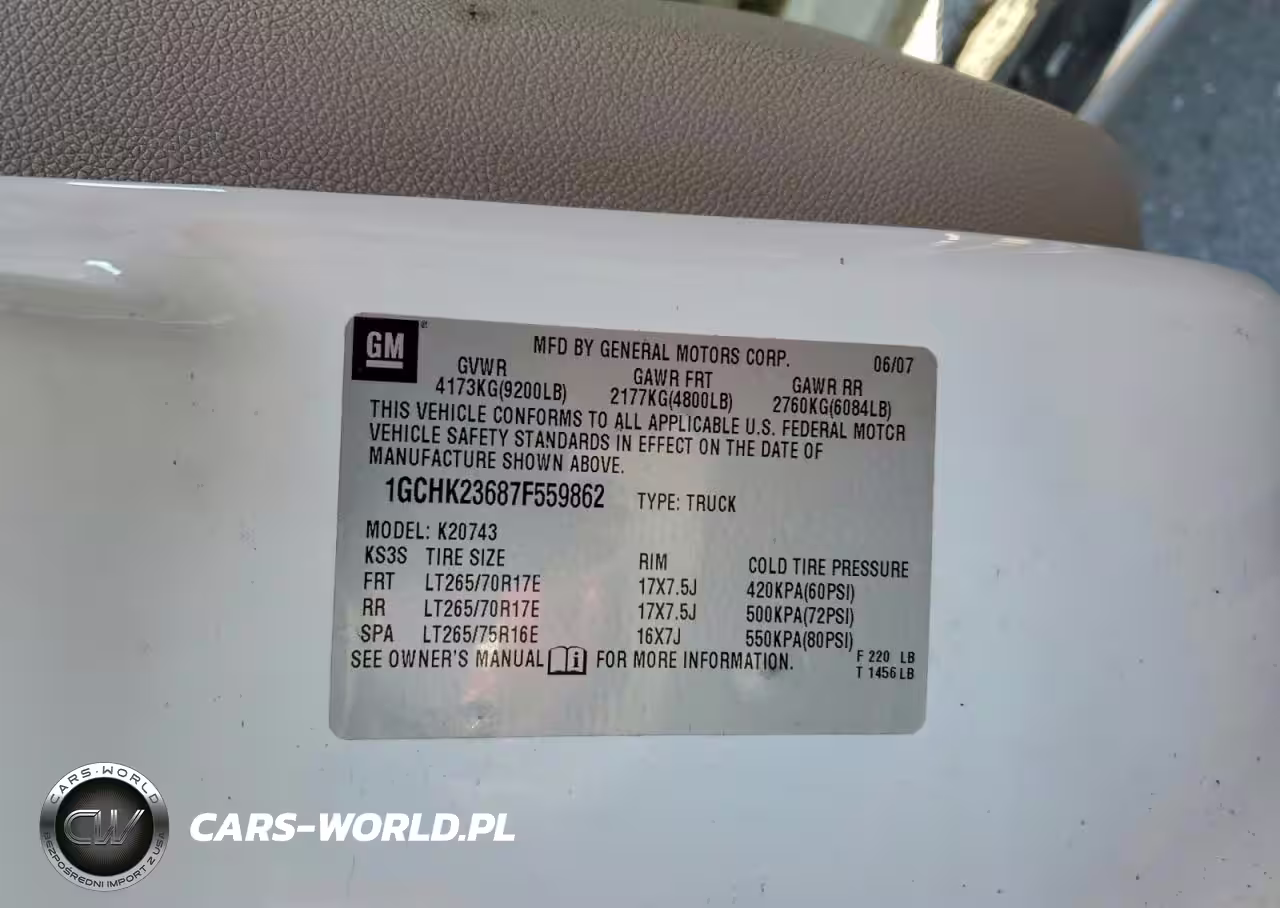 GM
MFD BY GENERAL MOTORS CORP. 06/07
GVWR GAWR FRT GAWR RR
4173KG(9200LB) 2177KG(4800LB) 2760KG(6084LB)
THIS VEHICLE CONFORMS TO ALL APPLICABLE U.S. FEDERAL MOTOR
VEHICLE SAFETY STANDARDS IN EFFECT ON THE DATE OF
MANUFACTURE SHOWN ABOVE.
1GCHK23687F559862 TYPE: TRUCK
MODEL: K20743
KS3S TIRE SIZE RIM COLD TIRE PRESSURE
FRT LT265/70R17E 17X7.5J 420KPA(60PSI)
RR LT265/70R17E 17X7.5J 500KPA(72PSI)
SPA LT265/75R16E 16X7J 550KPA(80PSI)
SEE OWNER'S MANUAL FOR MORE INFORMATION. F 220 LB
T 1456 LB
CARS-WORLD
CW
BEZPOŚREDNI IMPORT Z USA
CARS-WORLD.PL